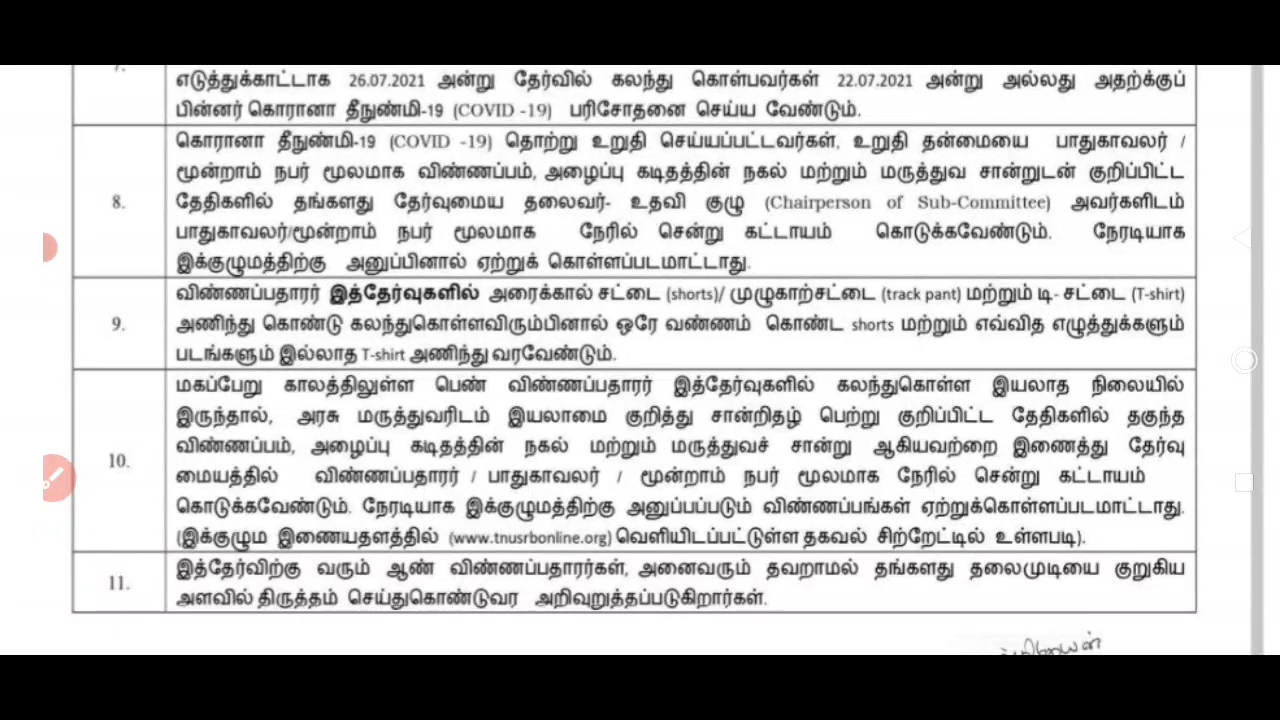 7.
எடுத்துக்காட்டாக 26.07.2021 அன்று தேர்வில் கலந்து கொள்பவர்கள் 22.07.2021 அன்று அல்லது அதற்க்குப்
பின்னர் கொரானா தீநுண்மி-19 (COVID -19) பரிசோதனை செய்ய வேண்டும்.
8.
கொரானா தீநுண்மி-19 (COVID -19) தொற்று உறுதி செய்யப்பட்டவர்கள், உறுதி தன்மையை பாதுகாவலர் /
மூன்றாம் நபர் மூலமாக விண்ணப்பம், அழைப்பு கடிதத்தின் நகல் மற்றும் மருத்துவ சான்றுடன் குறிப்பிட்ட
தேதிகளில் தங்களது தேர்வுமைய தலைவர்- உதவி குழு (Chairperson of Sub-Committee) அவர்களிடம்
பாதுகாவலர்/மூன்றாம் நபர் மூலமாக நேரில் சென்று கட்டாயம் கொடுக்கவேண்டும். நேரடியாக
இக்குழுமத்திற்கு அனுப்பினால் ஏற்றுக் கொள்ளப்படமாட்டாது.
9.
விண்ணப்பதாரர் இத்தேர்வுகளில் அரைக்கால் சட்டை (shorts)/ முழுகாற்சட்டை (track pant) மற்றும் டி- சட்டை (T-shirt)
அணிந்து கொண்டு கலந்துகொள்ளவிரும்பினால் ஒரே வண்ணம் கொண்ட shorts மற்றும் எவ்வித எழுத்துக்களும்
படங்களும் இல்லாத T-shirt அணிந்து வரவேண்டும்.
10.
மகப்பேறு காலத்திலுள்ள பெண் விண்ணப்பதாரர் இத்தேர்வுகளில் கலந்துகொள்ள இயலாத நிலையில்
இருந்தால், அரசு மருத்துவரிடம் இயலாமை குறித்து சான்றிதழ் பெற்று குறிப்பிட்ட தேதிகளில் தகுந்த
விண்ணப்பம், அழைப்பு கடிதத்தின் நகல் மற்றும் மருத்துவச் சான்று ஆகியவற்றை இணைத்து தேர்வு
மையத்தில் விண்ணப்பதாரர் / பாதுகாவலர் / மூன்றாம் நபர் மூலமாக நேரில் சென்று கட்டாயம்
கொடுக்கவேண்டும். நேரடியாக இக்குழுமத்திற்கு அனுப்பப்படும் விண்ணப்பங்கள் ஏற்றுக்கொள்ளப்படமாட்டாது.
(இக்குழும இணையதளத்தில் (www.tnusrbonline.org) வெளியிடப்பட்டுள்ள தகவல் சிற்றேட்டில் உள்ளபடி).
11.
இத்தேர்விற்கு வரும் ஆண் விண்ணப்பதாரர்கள், அனைவரும் தவறாமல் தங்களது தலைமுடியை குறுகிய
அளவில் திருத்தம் செய்துகொண்டுவர அறிவுறுத்தப்படுகிறார்கள்.